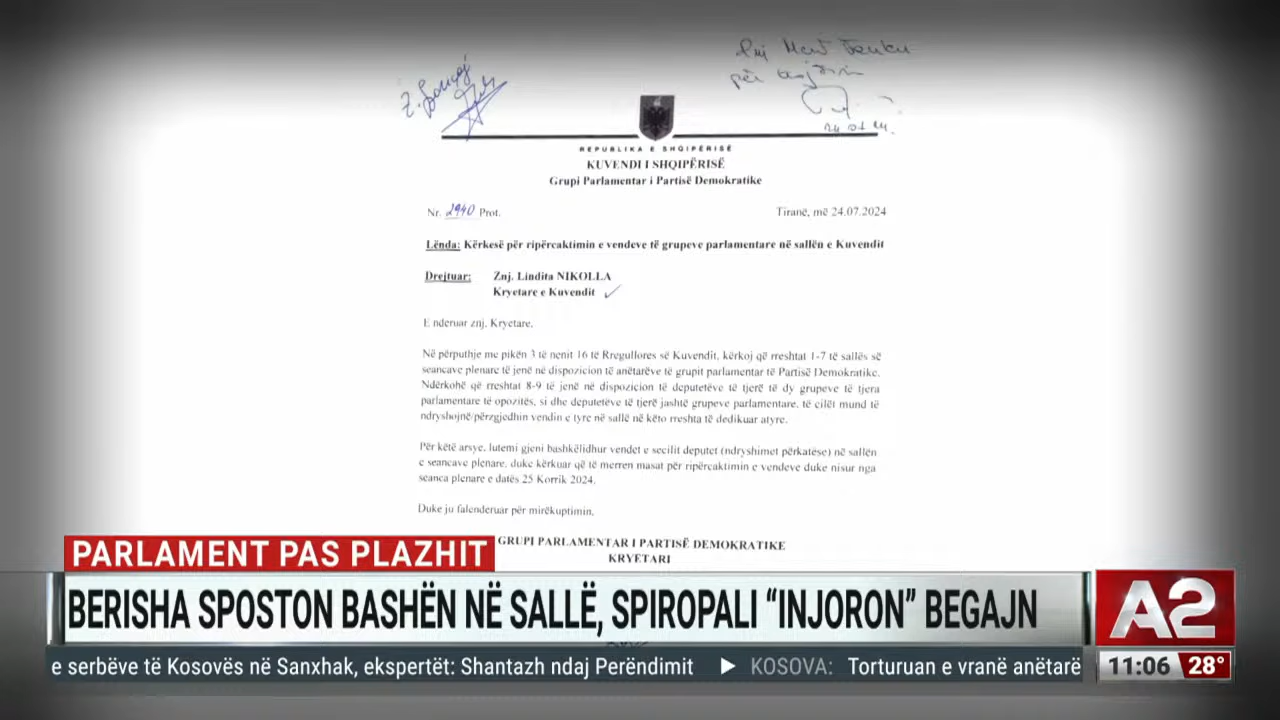 REPUBLIKA E SHQIPËRISË
KUVENDI I SHQIPËRISË
Grupi Parlamentar i Partisë Demokratike
Nr. 2940 Prot. Tiranë, më 24.07.2024
Lënda: Kërkesë për ripërcaktimin e vendeve të grupeve parlamentare në sallën e Kuvendit
Drejtuar: Znj. Lindita NIKOLLA
Kryetare e Kuvendit
E nderuar znj. Kryetare,
Në përputhje me pikën 3 të nenit 16 të Rregullores së Kuvendit, kërkoj që rreshtat 1-7 të sallës së
seancave plenare të jenë në dispozicion të anëtarëve të grupit parlamentar të Partisë Demokratike.
Ndërkohë që rreshtat 8-9 të jenë në dispozicion të deputetëve të tjerë të dy grupeve të tjera
parlamentare të opozitës, si dhe deputetëve të tjerë jashtë grupeve parlamentare, të cilët mund të
ndryshojnë/përzgjedhin vendin e tyre në sallë në këto rreshta të dedikuar atyre.
Për këtë arsye, lutemi gjeni bashkëlidhur vendet e secilit deputet (ndryshimet përkatëse) në sallën
e seancave plenare, duke kërkuar që të merren masat për ripërcaktimin e vendeve duke nisur nga
seanca plenare e datës 25 Korrik 2024.
Duke ju falenderuar për mirëkuptimin,
GRUPI PARLAMENTAR I PARTISË DEMOKRATIKE
KRYETARI
PARLAMENT PAS PLAZHIT
BERISHA SPOSTON BASHËN NË SALLË, SPIROPALI “INJORON” BEGAJN
A2
e serbëve të Kosovës në Sanxhak, ekspertët: Shantazh ndaj Perëndimit ▶ KOSOVA: Torturuan e vranë anëtarë
11:06 28°